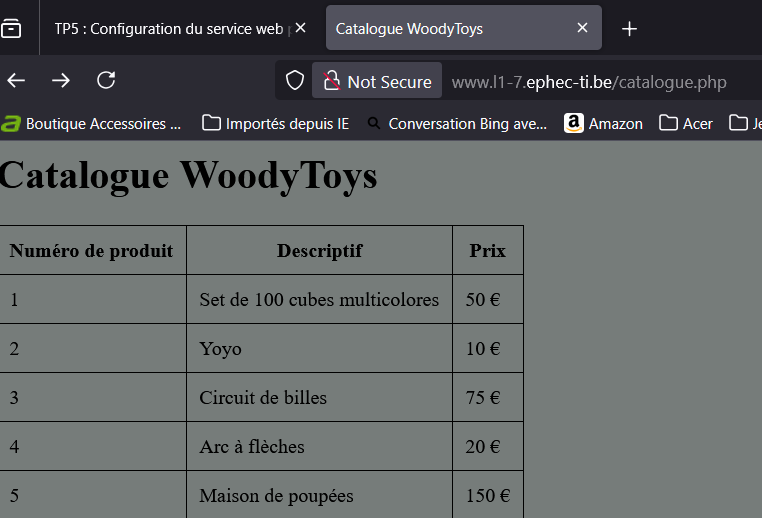 TP5 : Configuration du service web
Catalogue WoodyToys
Not Secure www.l1-7.ephec-ti.be/catalogue.php
Boutique Accessoires ... Importés depuis IE Conversation Bing ave... Amazon Acer
Catalogue WoodyToys
Numéro de produit Descriptif Prix
1 Set de 100 cubes multicolores 50 €
2 Yoyo 10 €
3 Circuit de billes 75 €
4 Arc à flèches 20 €
5 Maison de poupées 150 €